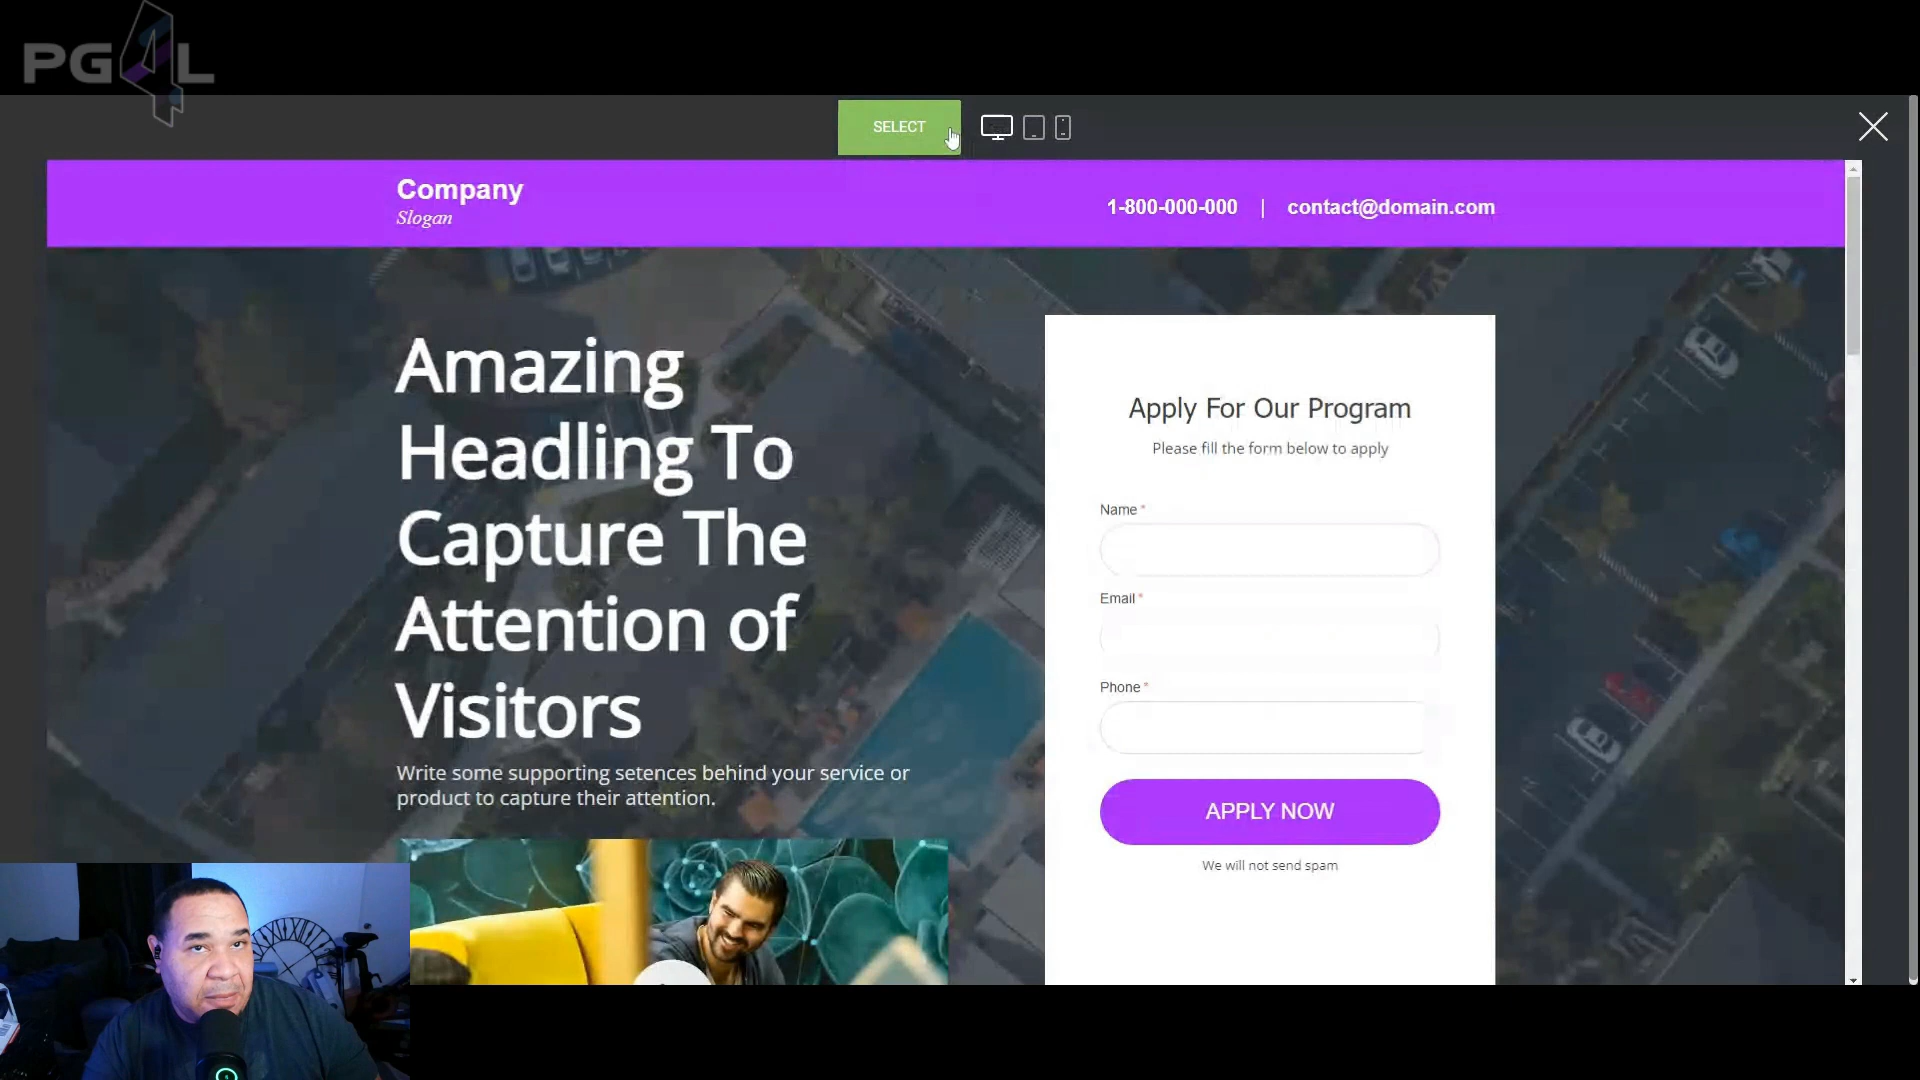 PG4L
SELECT
Company
Slogan
1-800-000-000 | contact@domain.com
Amazing
Headling To
Capture The
Attention of
Visitors
Write some supporting setences behind your service or
product to capture their attention.
Apply For Our Program
Please fill the form below to apply
Name *
Email *
Phone *
APPLY NOW
We will not send spam